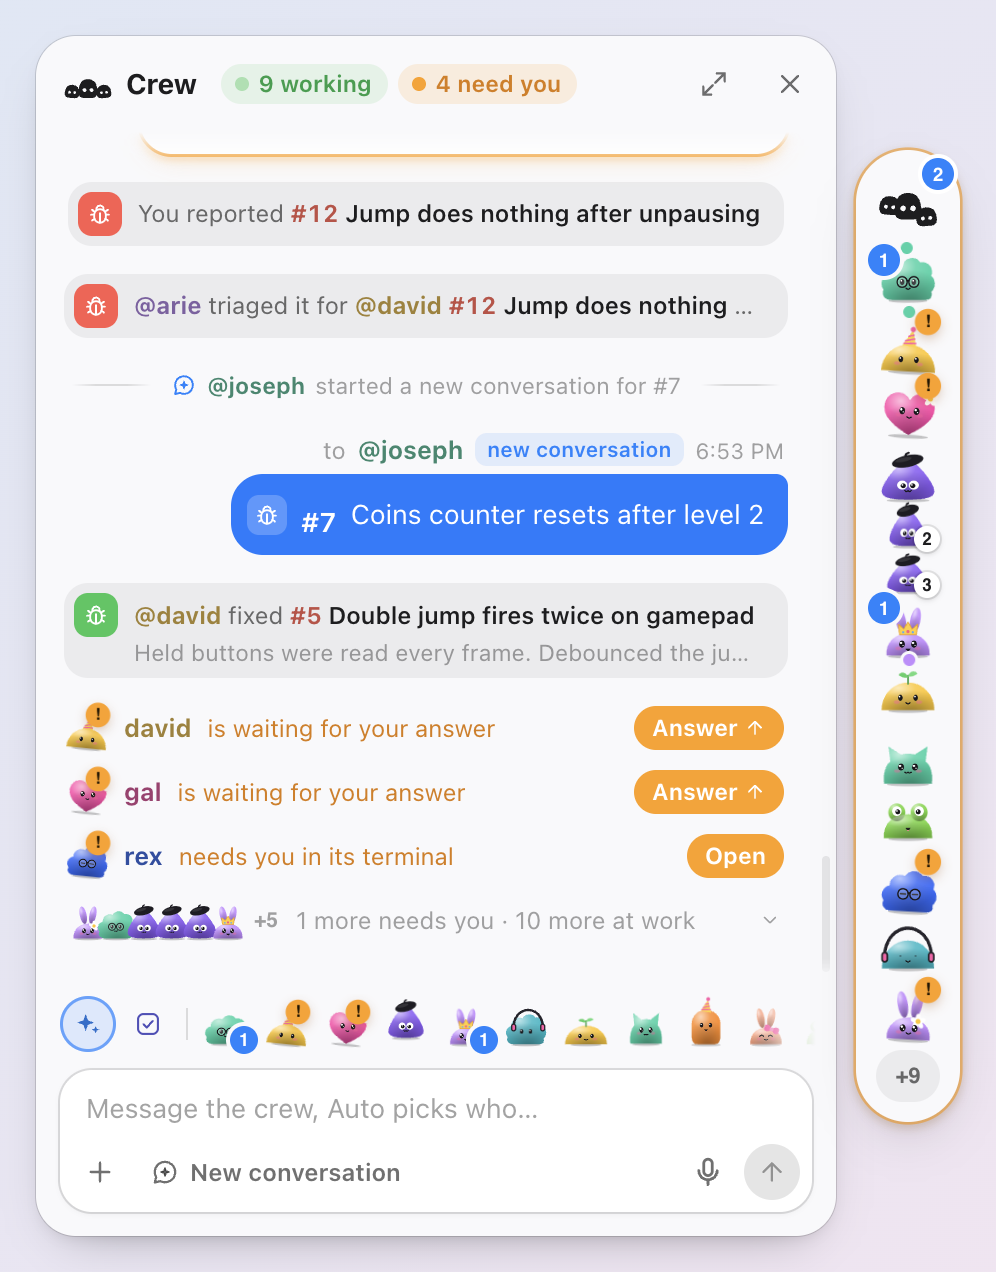 Crew
9 working
4 need you
You reported #12 Jump does nothing after unpausing
@arie triaged it for @david #12 Jump does nothing ...
@joseph started a new conversation for #7
to @joseph new conversation 6:53 PM
#7 Coins counter resets after level 2
@david fixed #5 Double jump fires twice on gamepad
Held buttons were read every frame. Debounced the ju...
david is waiting for your answer
Answer ↑
gal is waiting for your answer
Answer ↑
rex needs you in its terminal
Open
+5 1 more needs you · 10 more at work
! ! 1 1
Message the crew, Auto picks who...
+ New conversation
2
1
!
!
2
3
1
!
!
+9